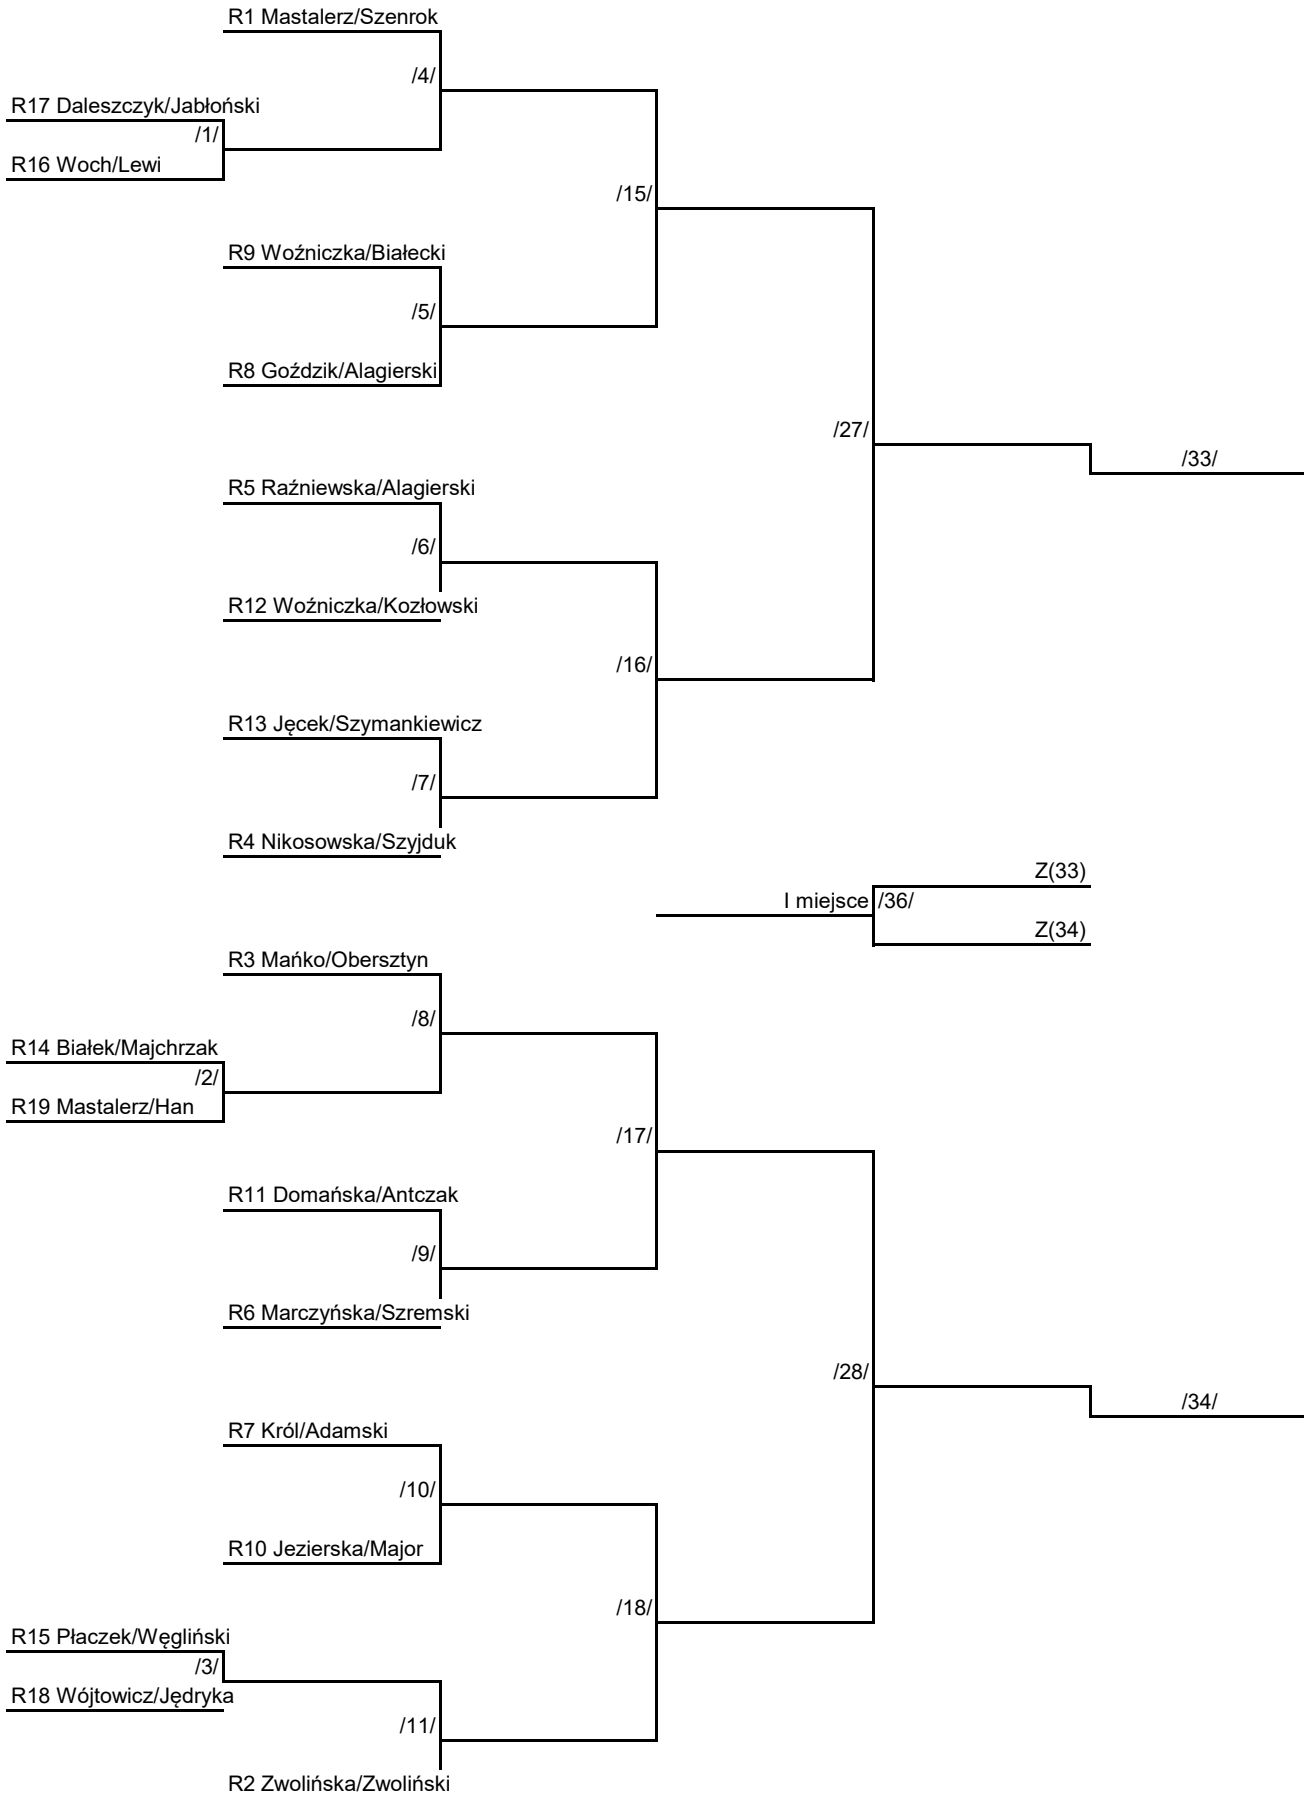 R1 Mastalerz/Szenrok
/4/
R17 Daleszczyk/Jabłoński
/1/
R16 Woch/Lewi
/15/
R9 Woźniczka/Białecki
/5/
R8 Goździk/Alagierski
/27/
/33/
R5 Raźniewska/Alagierski
/6/
R12 Woźniczka/Kozłowski
/16/
R13 Jęcek/Szymankiewicz
/7/
R4 Nikosowska/Szyjduk
Z(33)
I miejsce /36/
Z(34)
R3 Mańko/Obersztyn
/8/
R14 Białek/Majchrzak
/2/
R19 Mastalerz/Han
/17/
R11 Domańska/Antczak
/9/
R6 Marczyńska/Szremski
/28/
/34/
R7 Król/Adamski
/10/
R10 Jezierska/Major
/18/
R15 Płaczek/Węgliński
/3/
R18 Wójtowicz/Jędryka
/11/
R2 Zwolińska/Zwoliński